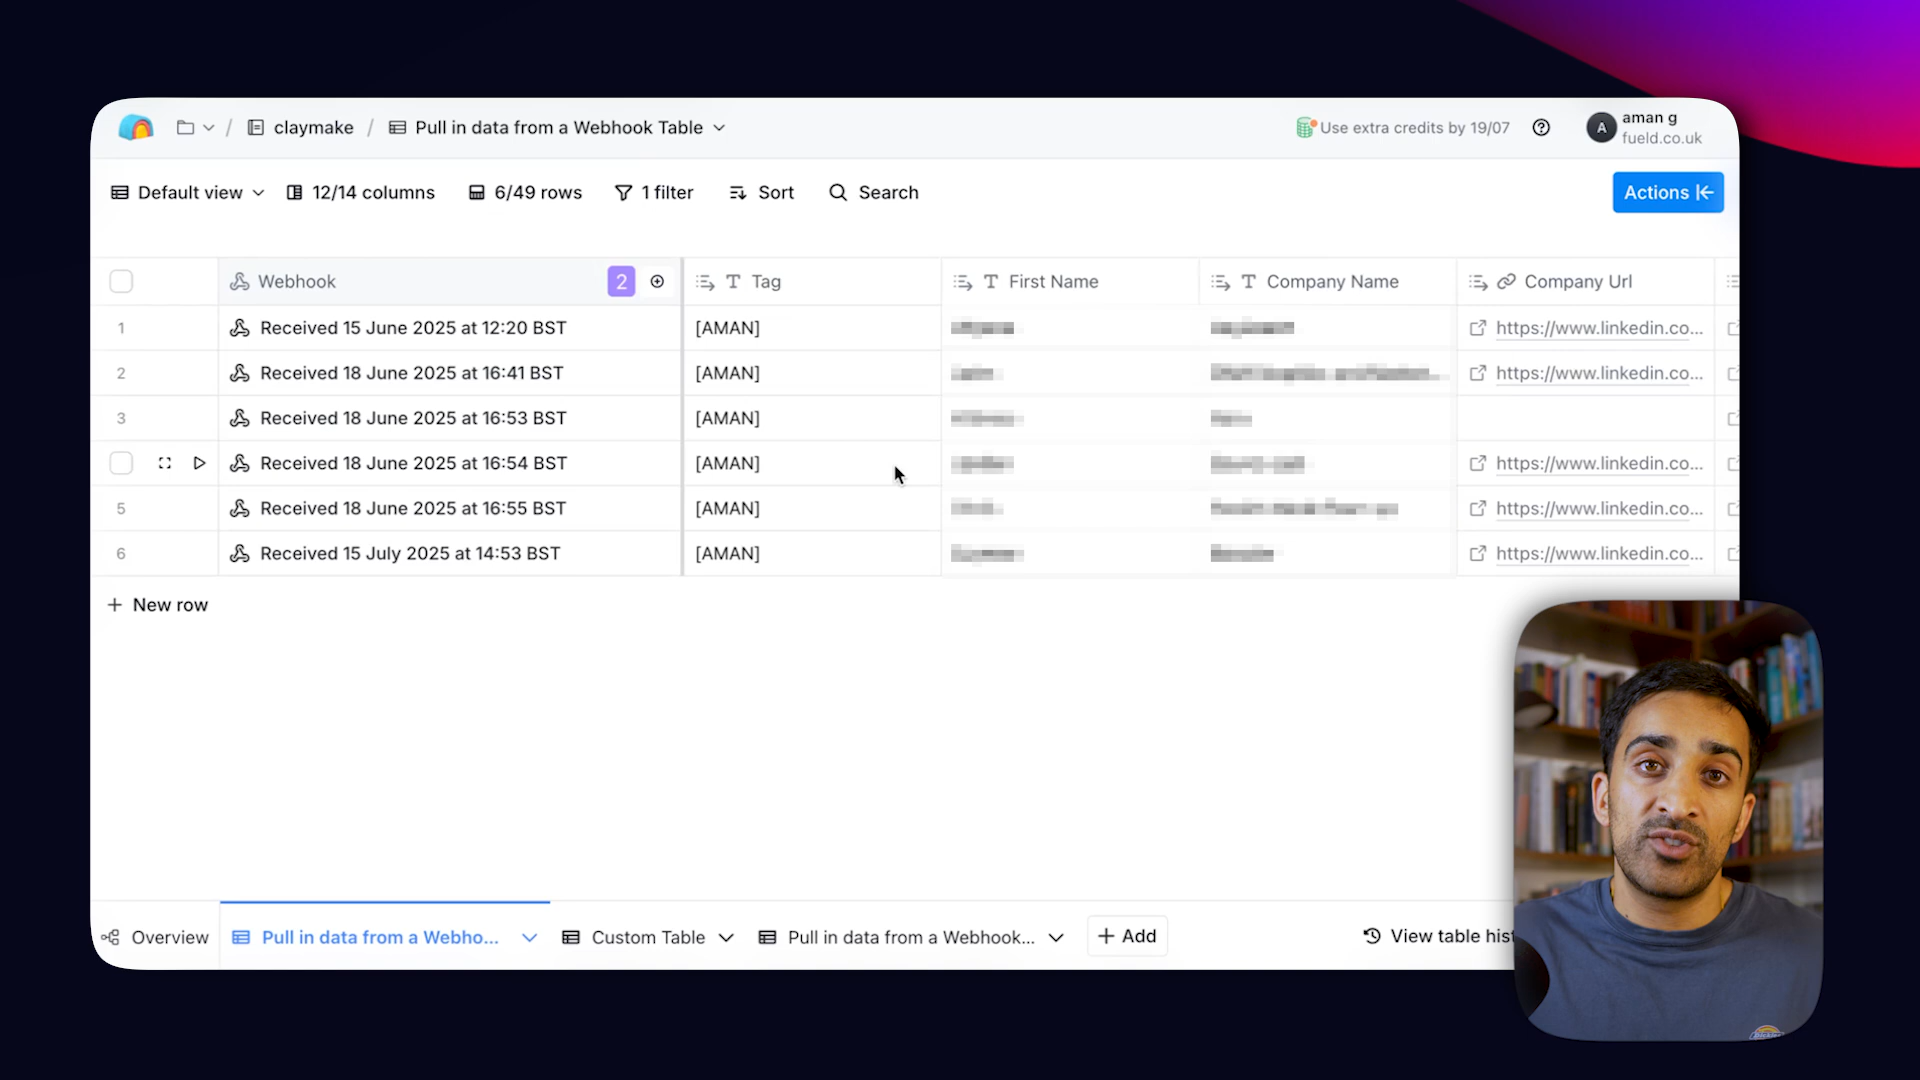 / claymake / Pull in data from a Webhook Table
Use extra credits by 19/07
A
aman g
fueld.co.uk
Default view
12/14 columns
6/49 rows
1 filter
Sort
Search
Actions
Webhook 2 T Tag T First Name T Company Name Company Url
1 Received 15 June 2025 at 12:20 BST [AMAN] https://www.linkedin.co...
2 Received 18 June 2025 at 16:41 BST [AMAN] https://www.linkedin.co...
3 Received 18 June 2025 at 16:53 BST [AMAN]
Received 18 June 2025 at 16:54 BST [AMAN] https://www.linkedin.co...
5 Received 18 June 2025 at 16:55 BST [AMAN] https://www.linkedin.co...
6 Received 15 July 2025 at 14:53 BST [AMAN] https://www.linkedin.co...
+ New row
Overview
Pull in data from a Webho...
Custom Table
Pull in data from a Webhook...
+ Add
View table hist